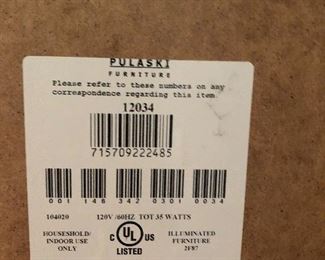 PULASKI
FURNITURE
Please refer to these numbers on any
correspondence regarding this item.
12034
715709222485
001 148 342 0301 0034
104020 120V /60HZ TOT 35 WATTS
HOUSEHOLD/ INDOOR USE ONLY
C UL US LISTED
ILLUMINATED FURNITURE 2F87